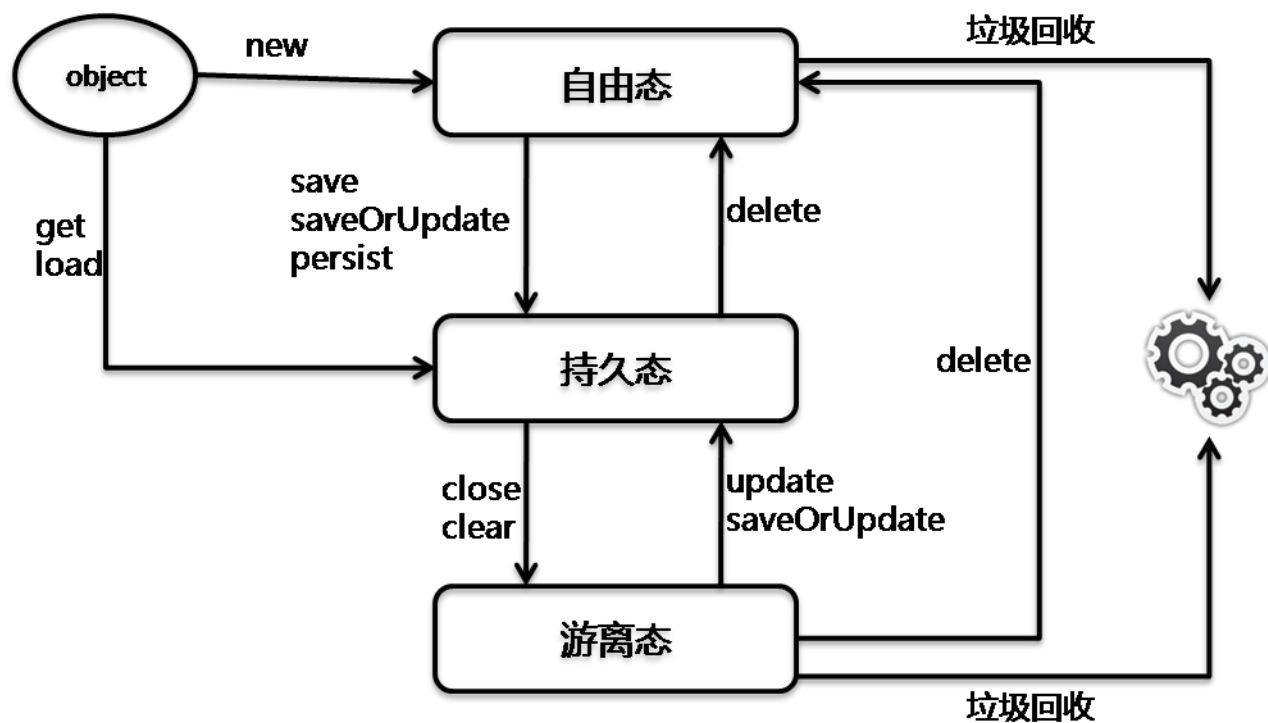 垃圾回收
new
object
自由态
save
saveOrUpdate
persist
delete
get
load
持久态
delete
close
clear
update
saveOrUpdate
游离态
垃圾回收